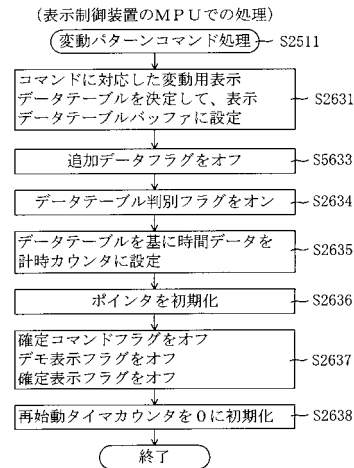 (表示制御装置のMPUでの処理)
変動パターンコマンド処理 S2511
コマンドに対応した変動用表示
データテーブルを決定して、表示
データテーブルバッファに設定
S2631
追加データフラグをオフ S5633
データテーブル判別フラグをオン S2634
データテーブルを基に時間データを
計時カウンタに設定
S2635
ポインタを初期化 S2636
確定コマンドフラグをオフ
デモ表示フラグをオフ
確定表示フラグをオフ
S2637
再始動タイマカウンタを0に初期化 S2638
終了